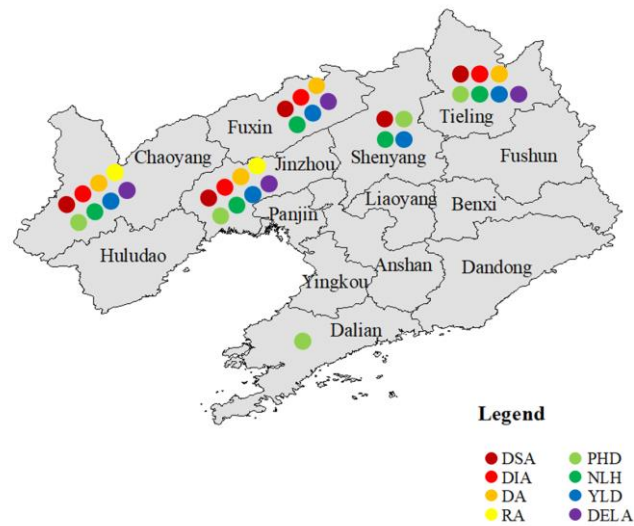 Tieling
Fuxin
Shenyang
Jinzhou
Chaoyang
Fushun
Liaoyang
Benxi
Panjin
Huludao
Anshan
Dandong
Yingkou
Dalian
Legend
DSA PHD
DIA NLH
DA YLD
RA DELA